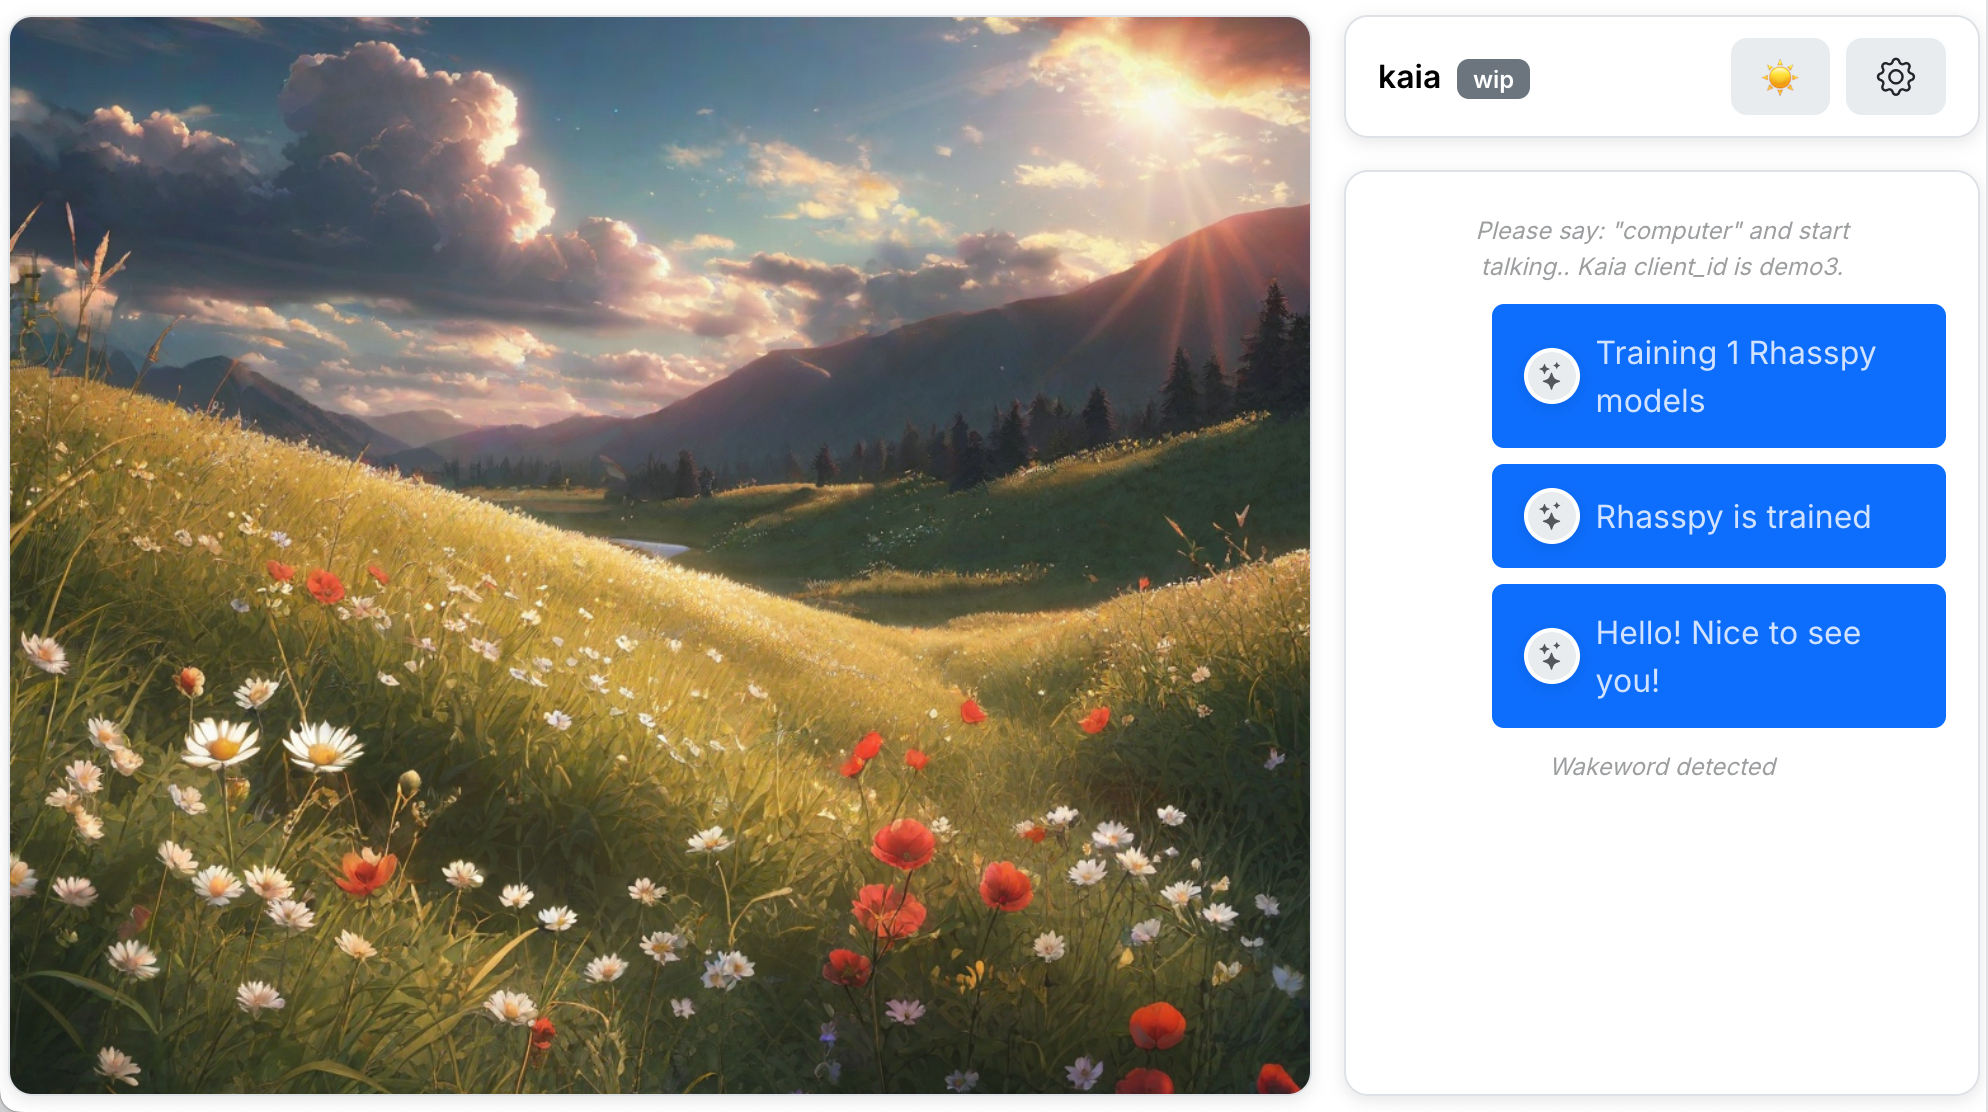 kaia wip
Please say: "computer" and start
talking.. Kaia client_id is demo3.
Training 1 Rhasspy
models
Rhasspy is trained
Hello! Nice to see
you!
Wakeword detected